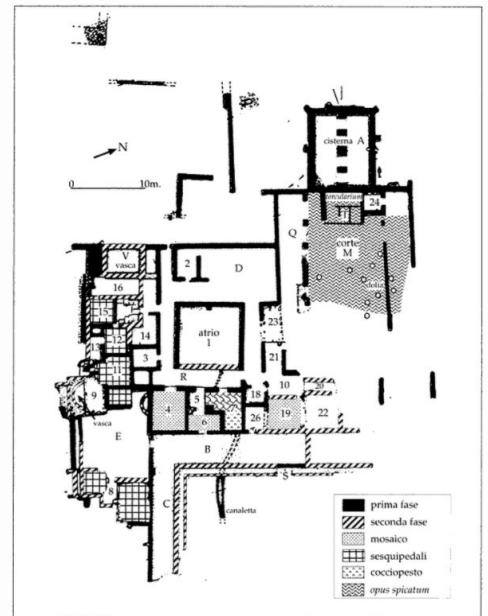 cisterna A
N
0 10m.
torcularium
T
24
Q
corte
M
dolia
V
vasca
2
D
16
15
14
12
13
3
11
9
vasca
atrio
1
23
21
R
10
18
20
4
5
7
6
26
19
22
E
B
8
C
S
canaletta
prima fase
seconda fase
mosaico
sesquipedali
cocciopesto
opus spicatum